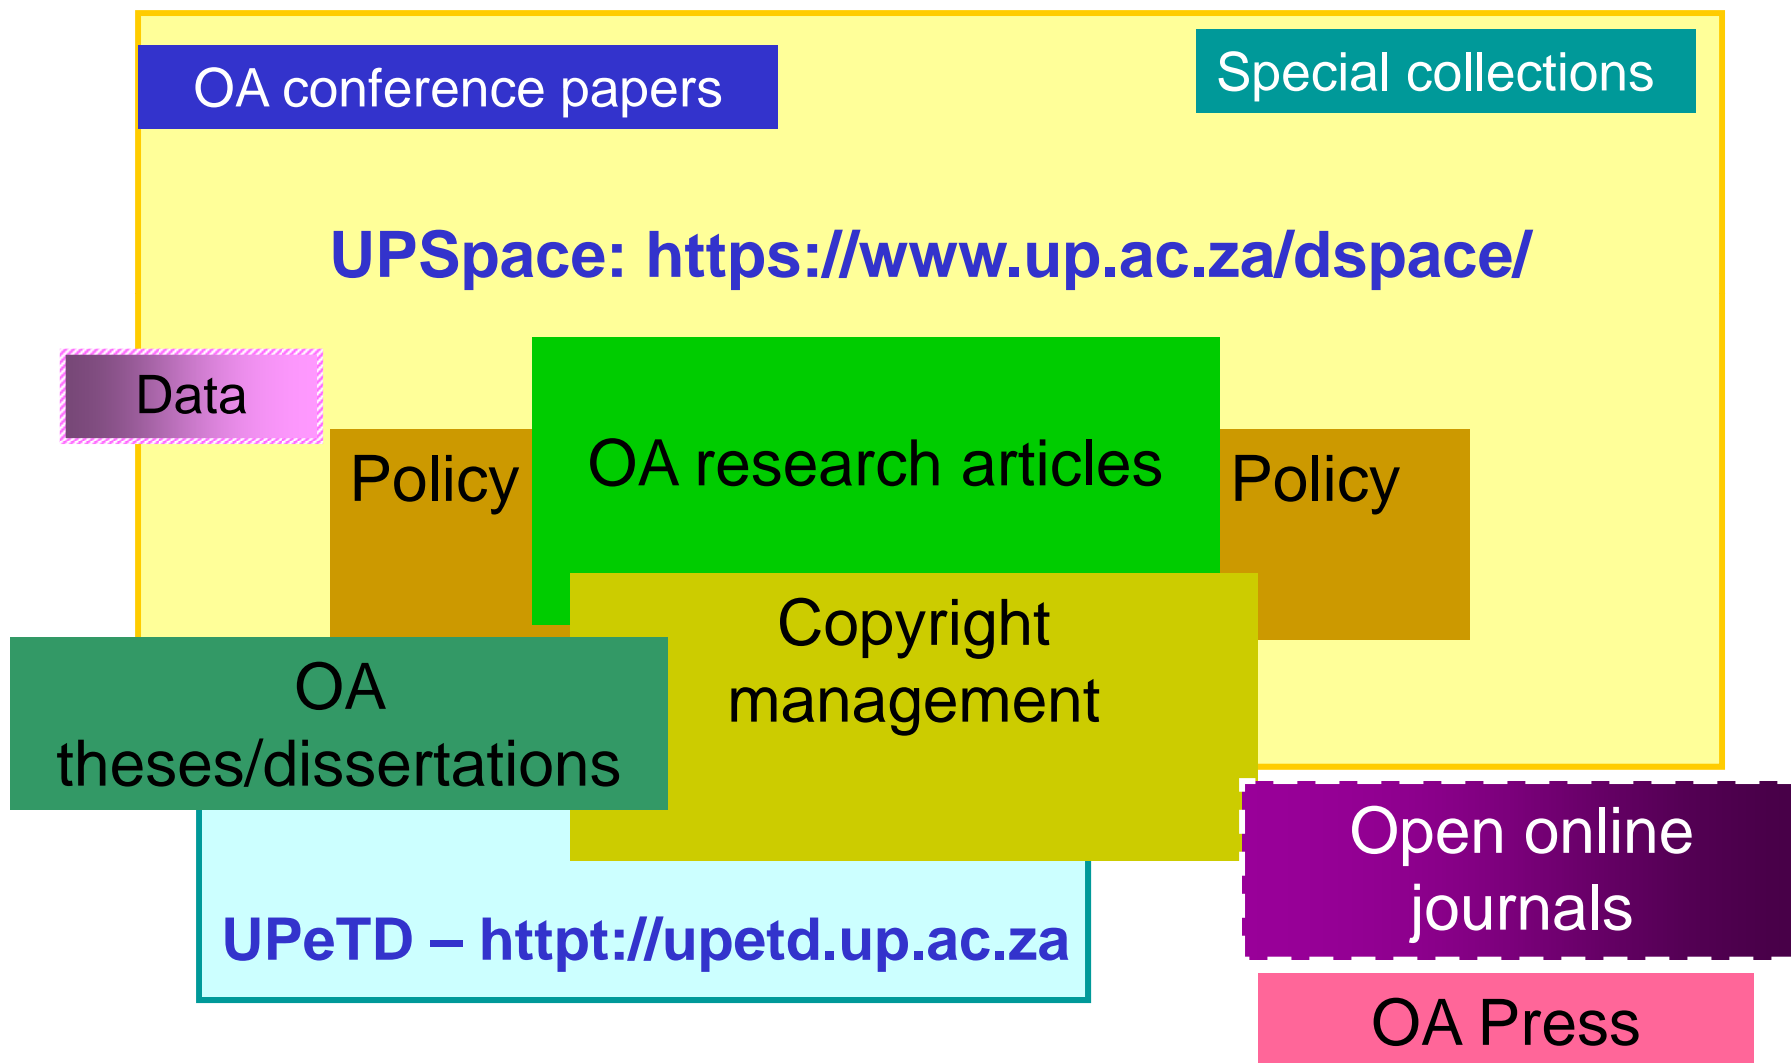 OA conference papers
Special collections
UPSpace: https://www.up.ac.za/dspace/
Data
Policy
OA research articles
Policy
Copyright
management
OA
theses/dissertations
Open online
journals
UPeTD – httpt://upetd.up.ac.za
OA Press